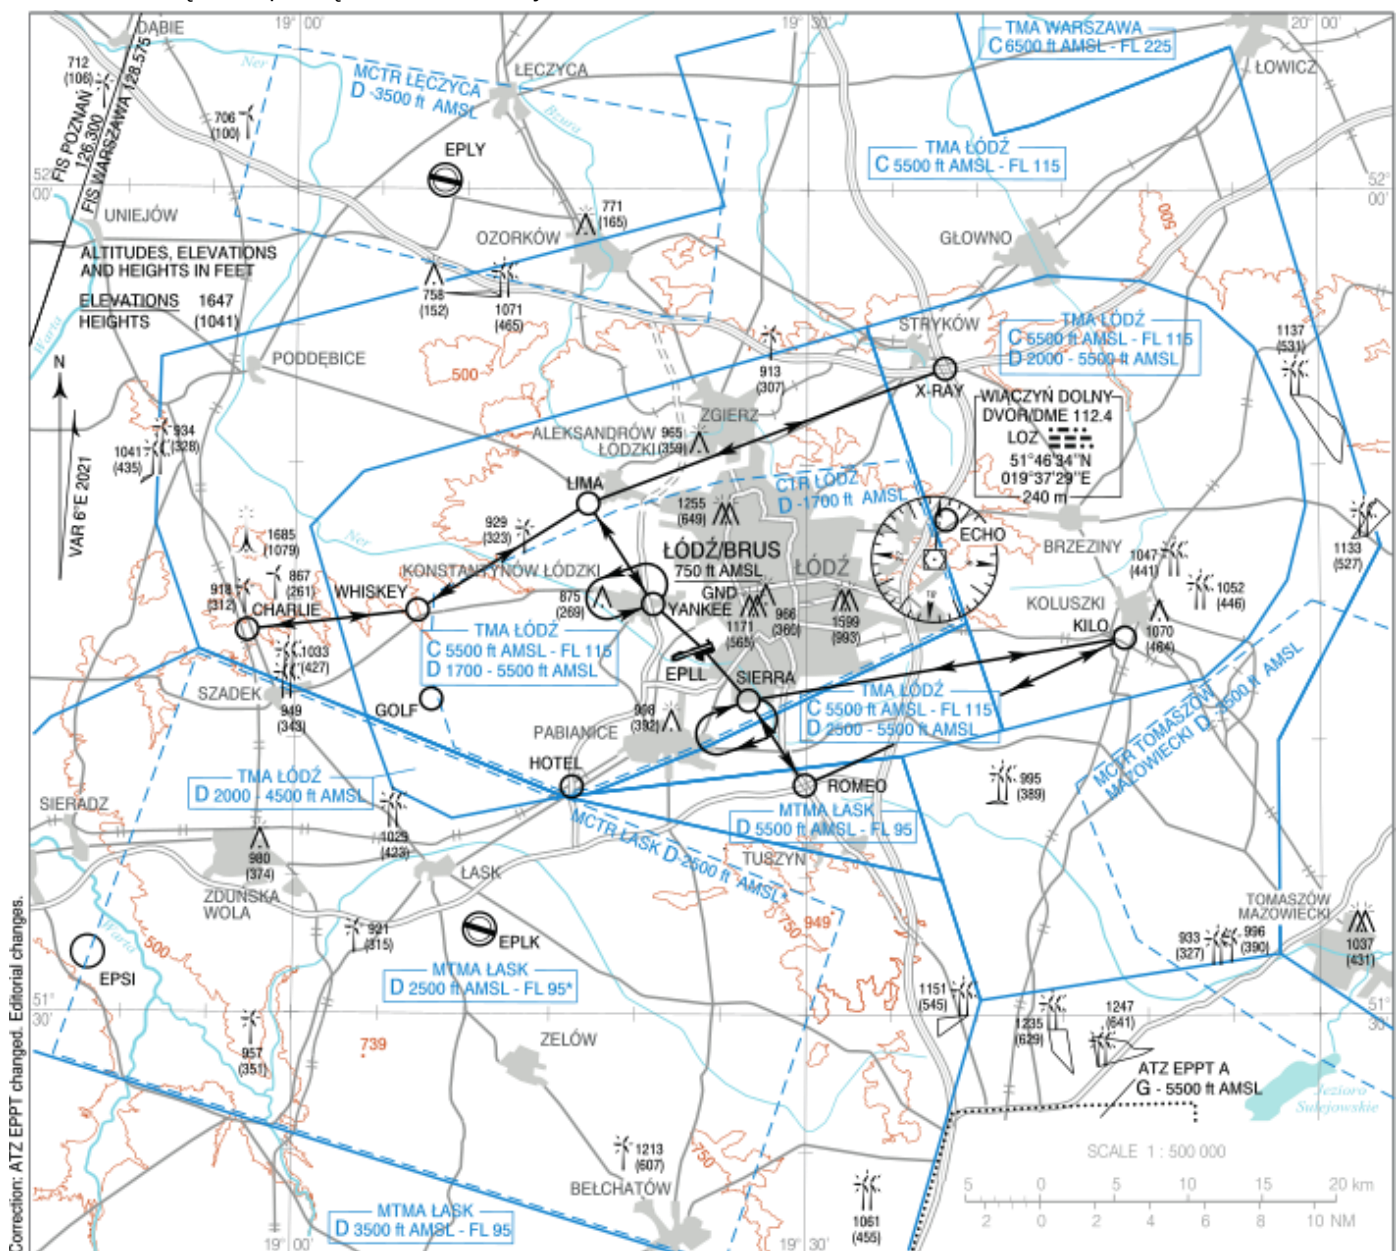 19° 00'
19° 30'
20° 00'
DĄBIE
712
(106)
FIS POZNAŃ
126.300
FIS WARSZAWA 128.575
Ner
MCTR ŁĘCZYCA
D -3500 ft AMSL
ŁĘCZYCA
Bzura
TMA WARSZAWA
C 6500 ft AMSL - FL 225
ŁOWICZ
706
(100)
EPLY
TMA ŁÓDŹ
C 5500 ft AMSL - FL 115
52°
00'
52°
00'
UNIEJÓW
771
(165)
OZORKÓW
GŁOWNO
500
ALTITUDES, ELEVATIONS
AND HEIGHTS IN FEET
ELEVATIONS 1647
HEIGHTS (1041)
758
(152)
1071
(465)
Warta
N
VAR 6°E 2021
PODDĘBICE
500
913
(307)
STRYKÓW
TMA ŁÓDŹ
C 5500 ft AMSL - FL 115
D 2000 - 5500 ft AMSL
1137
(531)
X-RAY
WIĄCZYŃ DOLNY
DVOR/DME 112.4
LOZ
51°46'34"N
019°37'29"E
240 m
ZGIERZ
934
(328)
1041
(435)
ALEKSANDRÓW
ŁÓDZKI
965
(359)
LIMA
CTR ŁÓDŹ
D -1700 ft AMSL
1255
(649)
929
(323)
Ner
1685
(1079)
ŁÓDŹ/BRUS
750 ft AMSL
GND
ŁÓDŹ
ECHO
BRZEZINY
1133
(527)
1047
(441)
1052
(446)
KONSTANTYNÓW ŁÓDZKI
867
(261)
918
(312)
WHISKEY
CHARLIE
875
(269)
YANKEE
1171
(565)
966
(360)
1599
(993)
KOLUSZKI
KILO
1070
(464)
TMA ŁÓDŹ
C 5500 ft AMSL - FL 115
D 1700 - 5500 ft AMSL
1033
(427)
SZADEK
949
(343)
GOLF
EPLL
SIERRA
998
(392)
PABIANICE
TMA ŁÓDŹ
C 5500 ft AMSL - FL 115
D 2500 - 5500 ft AMSL
MCTR TOMASZÓW
MAZOWIECKI D -3500 ft AMSL
HOTEL
ROMEO
995
(389)
TMA ŁÓDŹ
D 2000 - 4500 ft AMSL
SIERADZ
1029
(423)
MTMA ŁASK
D 5500 ft AMSL - FL 95
MCTR ŁASK D-2500 ft AMSL*
TUSZYN
980
(374)
ŁASK
ZDUŃSKA
WOLA
TOMASZÓW
MAZOWIECKI
Warta
500
921
(315)
EPLK
750
949
933
(327)
996
(390)
1037
(431)
EPSI
MTMA ŁASK
D 2500 ft AMSL - FL 95*
1151
(545)
51°
30'
30'
1235
(629)
1247
(641)
957
(351)
739
ZELÓW
ATZ EPPT A
G - 5500 ft AMSL
Jezioro
Sulejowskie
SCALE 1 : 500 000
5 0 5 10 15 20 km
2 0 2 4 6 8 10 NM
1213
(607)
750
BEŁCHATÓW
1061
(455)
MTMA ŁASK
D 3500 ft AMSL - FL 95
19° 00'
19° 30'
Correction: ATZ EPPT changed. Editorial changes.